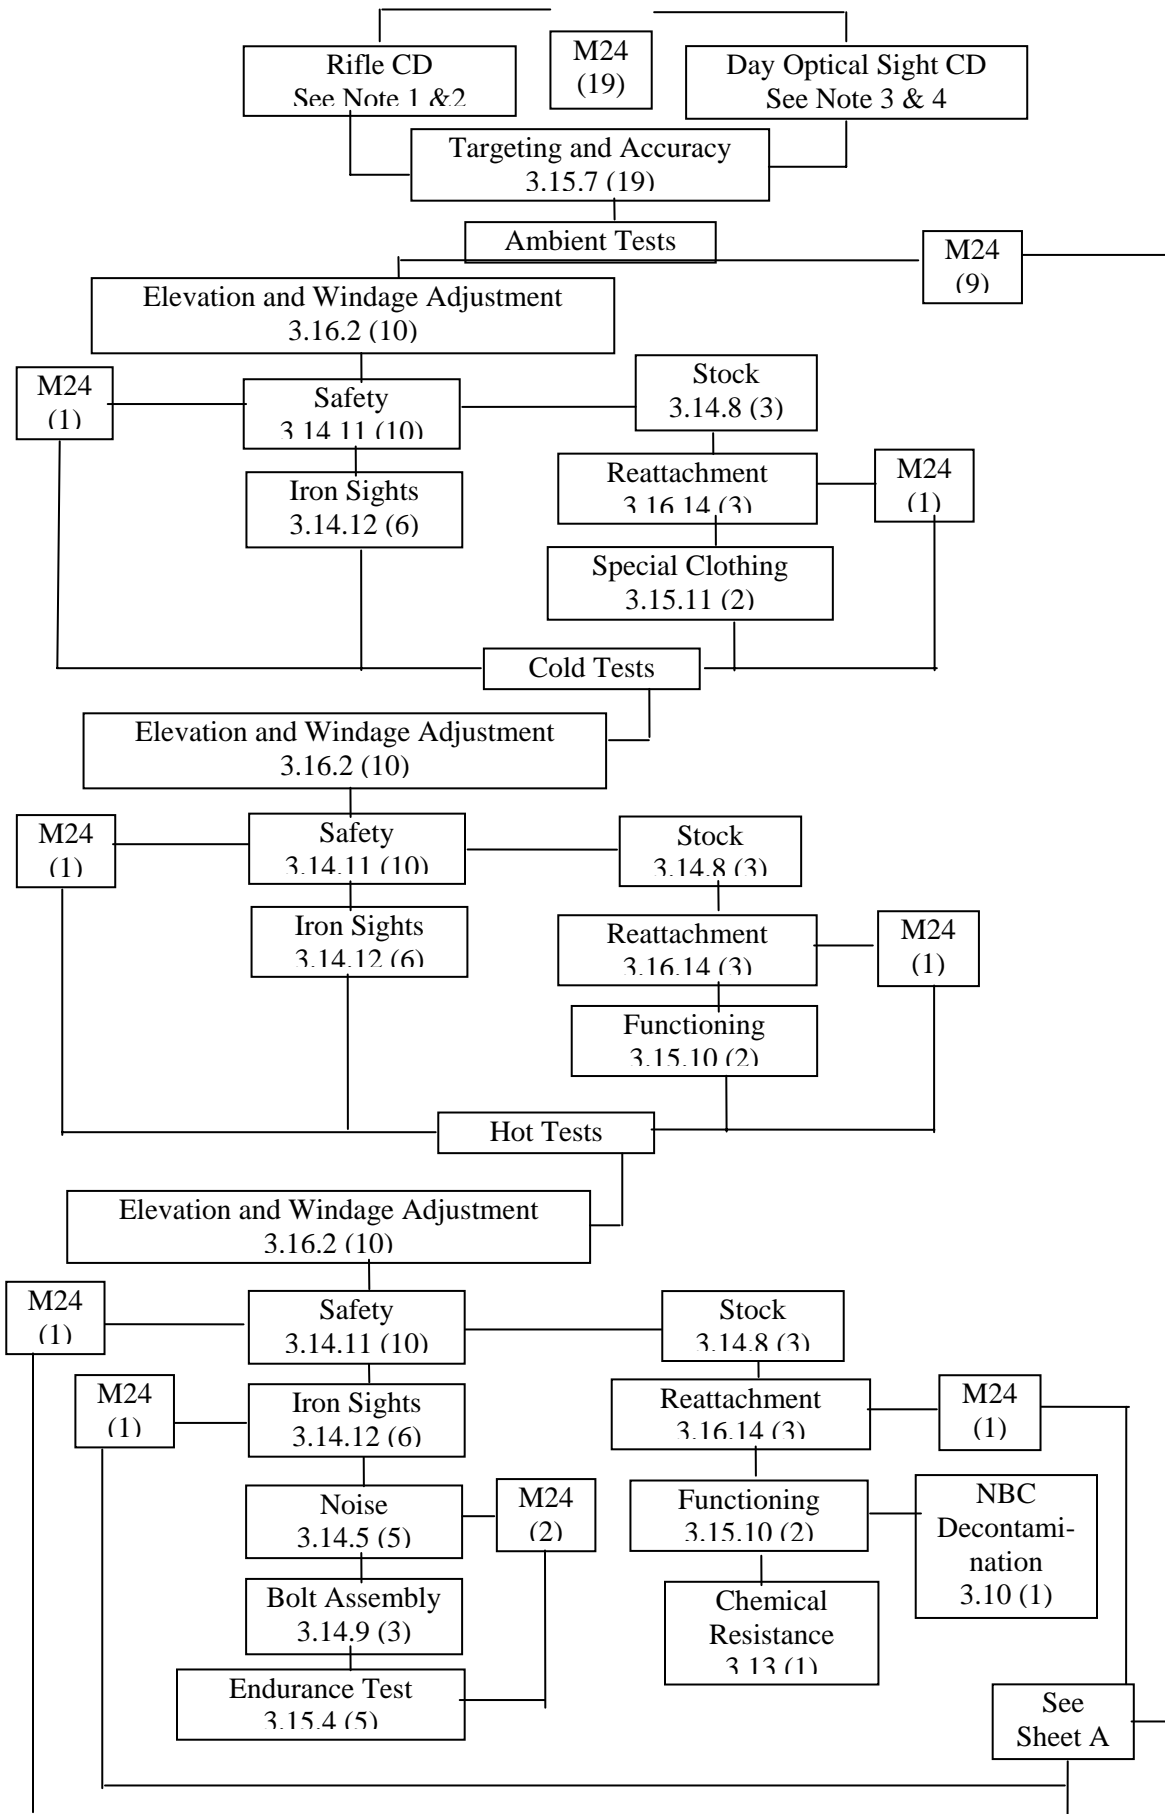 Rifle CD
See Note 1 &2
M24
(19)
Day Optical Sight CD
See Note 3 & 4
Targeting and Accuracy
3.15.7 (19)
Ambient Tests
M24
(9)
Elevation and Windage Adjustment
3.16.2 (10)
M24
(1)
Safety
3.14.11 (10)
Stock
3.14.8 (3)
Iron Sights
3.14.12 (6)
Reattachment
3.16.14 (3)
M24
(1)
Special Clothing
3.15.11 (2)
Cold Tests
Elevation and Windage Adjustment
3.16.2 (10)
M24
(1)
Safety
3.14.11 (10)
Stock
3.14.8 (3)
Iron Sights
3.14.12 (6)
Reattachment
3.16.14 (3)
M24
(1)
Functioning
3.15.10 (2)
Hot Tests
Elevation and Windage Adjustment
3.16.2 (10)
M24
(1)
Safety
3.14.11 (10)
Stock
3.14.8 (3)
M24
(1)
Iron Sights
3.14.12 (6)
Reattachment
3.16.14 (3)
M24
(1)
Noise
3.14.5 (5)
M24
(2)
Functioning
3.15.10 (2)
NBC
Decontami-
nation
3.10 (1)
Bolt Assembly
3.14.9 (3)
Chemical
Resistance
3.13 (1)
Endurance Test
3.15.4 (5)
See
Sheet A